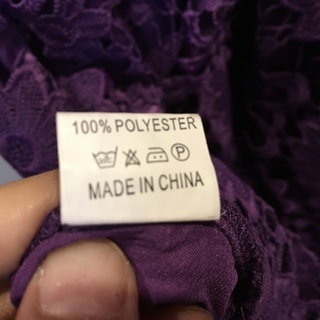 100% POLYESTER
P
MADE IN CHINA